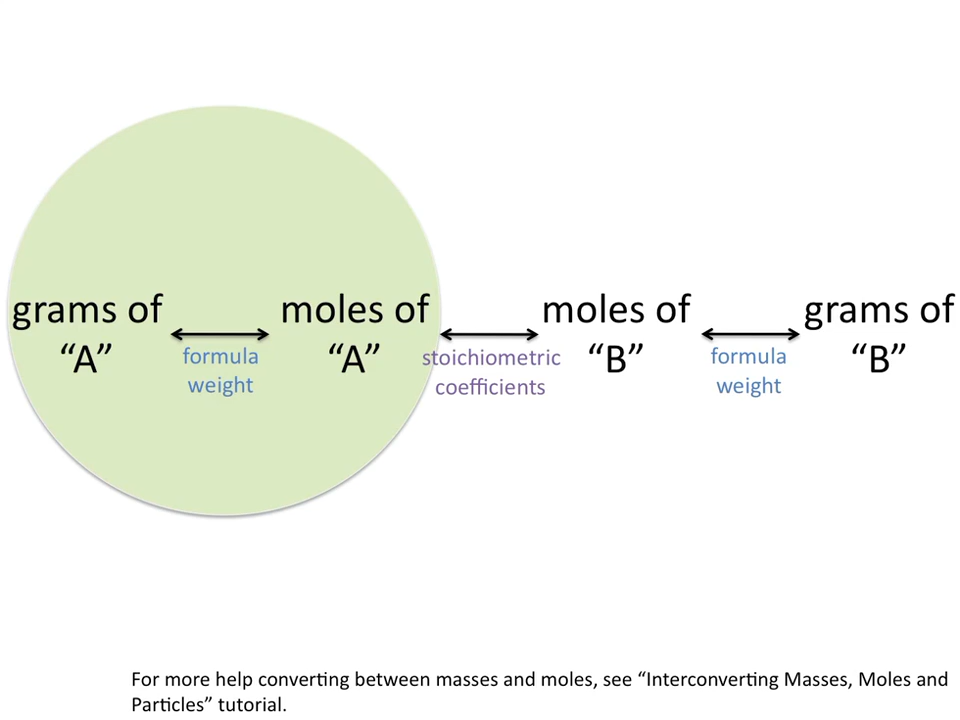 grams of
“A”
formula
weight
moles of
“A”
stoichiometric
coefficients
moles of
“B”
formula
weight
grams of
“B”
For more help converting between masses and moles, see “Interconverting Masses, Moles and
Particles” tutorial.